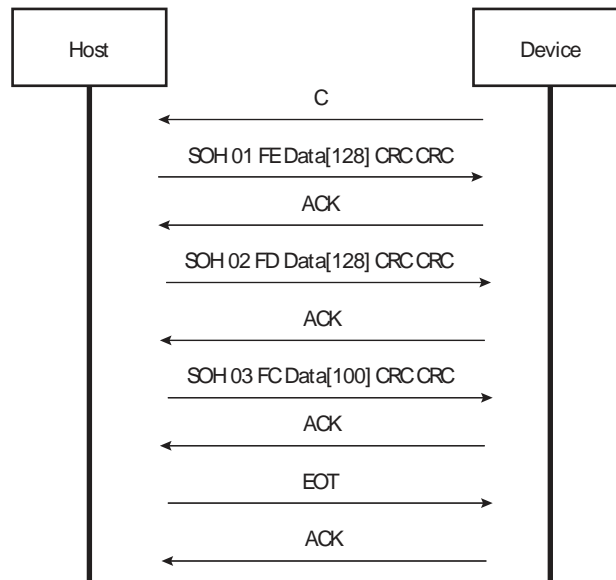 Host
Device
C
SOH 01 FE Data[128] CRC CRC
ACK
SOH 02 FD Data[128] CRC CRC
ACK
SOH 03 FC Data[100] CRC CRC
ACK
EOT
ACK